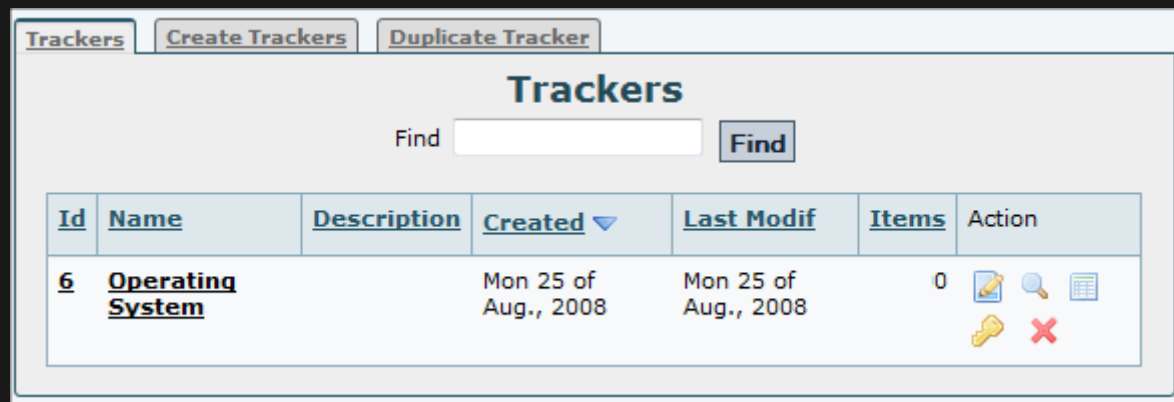 Trackers Create Trackers Duplicate Tracker
Trackers
Find Find
Id Name Description Created Last Modif Items Action
6 Operating Mon 25 of Mon 25 of 0
System Aug., 2008 Aug., 2008